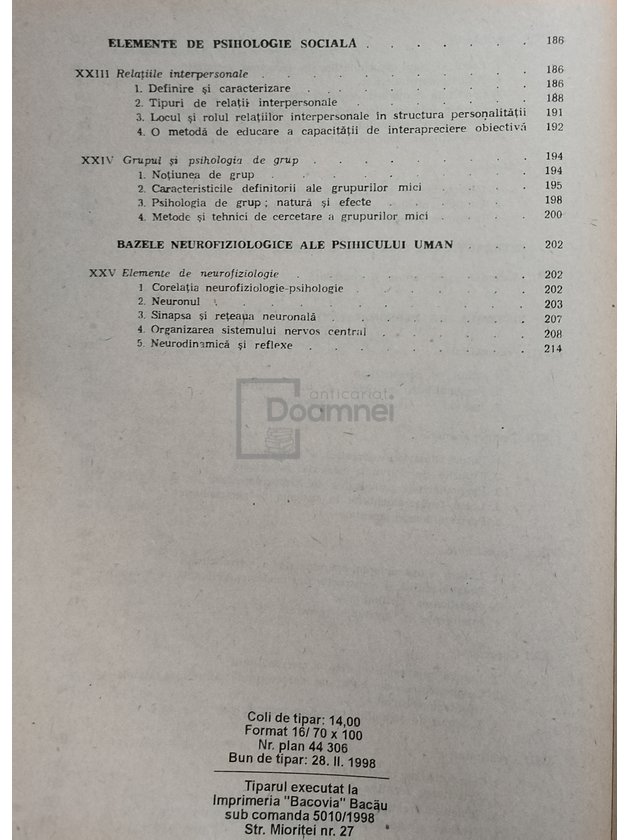 ELEMENTE DE PSIHOLOGIE SOCIALĂ . . . . . . 186
XXIII Relațiile interpersonale . . . . . . . . 186
1. Definire și caracterizare . . . . . . . 186
2. Tipuri de relații interpersonale . . . . . 188
3. Locul și rolul relațiilor interpersonale în structura personalității 191
4. O metodă de educare a capacității de interapreciere obiectivă 192
XXIV Grupul și psihologia de grup . . . . . . . 194
1. Noțiunea de grup . . . . . . . . 194
2. Caracteristicile definitorii ale grupurilor mici . . . 195
3. Psihologia de grup; natură și efecte . . . . 198
4. Metode și tehnici de cercetare a grupurilor mici . . . 200
BAZELE NEUROFIZIOLOGICE ALE PSIHICULUI UMAN . . . 202
XXV Elemente de neurofiziologie . . . . . . . 202
1 Corelația neurofiziologie-psihologie . . . . . 202
2. Neuronul . . . . . . . . . 203
3. Sinapsa și rețeaua neuronală . . . . . . 207
4. Organizarea sistemului nervos central . . . . 208
5. Neurodinamică și reflexe . . . . . . . 214
anticariat
Doamnei
Coli de tipar: 14,00
Format 16/ 70 x 100
Nr. plan 44 306
Bun de tipar: 28. II. 1998
Tiparul executat la
Imprimeria "Bacovia" Bacău
sub comanda 5010/1998
Str. Mioriței nr. 27